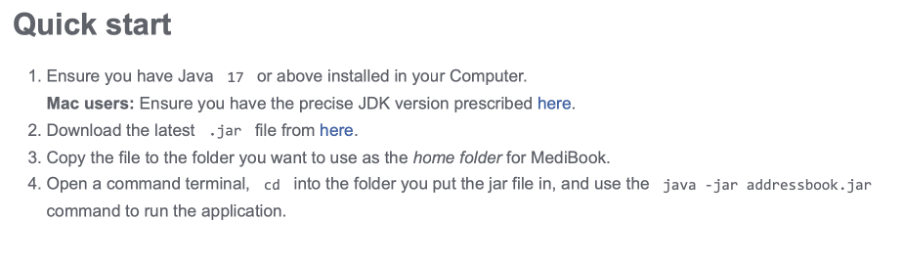 Quick start
1. Ensure you have Java 17 or above installed in your Computer.
Mac users: Ensure you have the precise JDK version prescribed here.
2. Download the latest .jar file from here.
3. Copy the file to the folder you want to use as the home folder for MediBook.
4. Open a command terminal, cd into the folder you put the jar file in, and use the java -jar addressbook.jar
command to run the application.